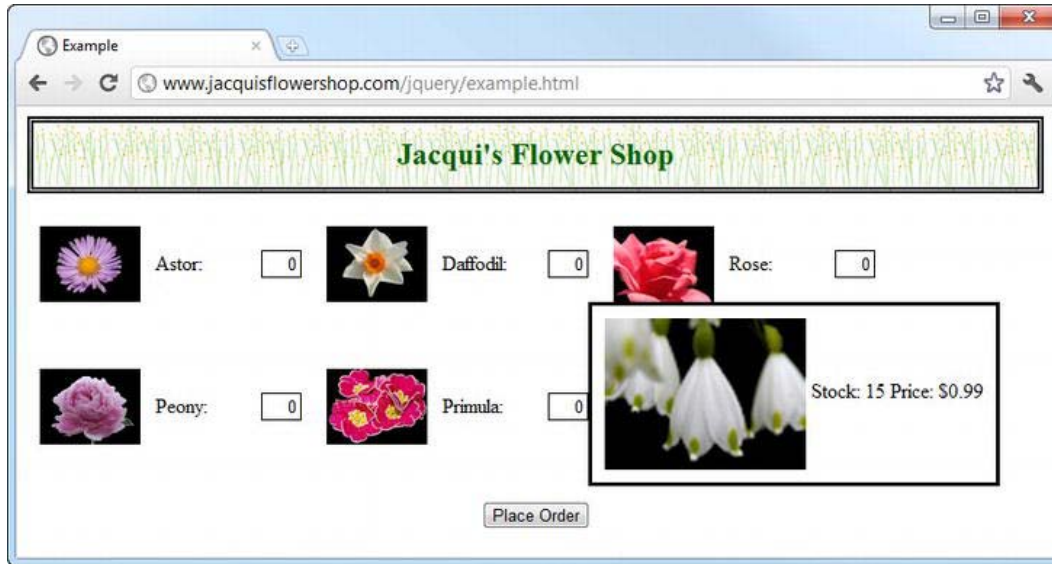 Example
www.jacquisflowershop.com/jquery/example.html
Jacqui's Flower Shop
Astor: 0 Daffodil: 0 Rose: 0
Peony: 0 Primula: 0 Stock: 15 Price: $0.99
Place Order